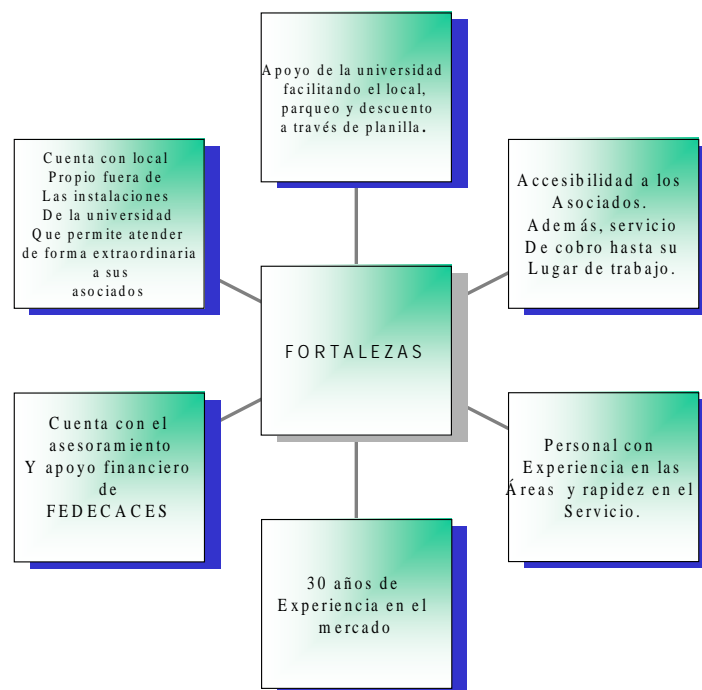 Apoyo de la universidad
facilitando el local,
parqueo y descuento
a través de planilla.
Cuenta con local
Propio fuera de
Las instalaciones
De la universidad
Que permite atender
de forma extraordinaria
a sus
asociados
Accesibilidad a los
Asociados.
Además, servicio
De cobro hasta su
Lugar de trabajo.
FORTALEZAS
Cuenta con el
asesoramiento
Y apoyo financiero
de
FEDECACES
Personal con
Experiencia en las
Áreas y rapidez en el
Servicio.
30 años de
Experiencia en el
mercado